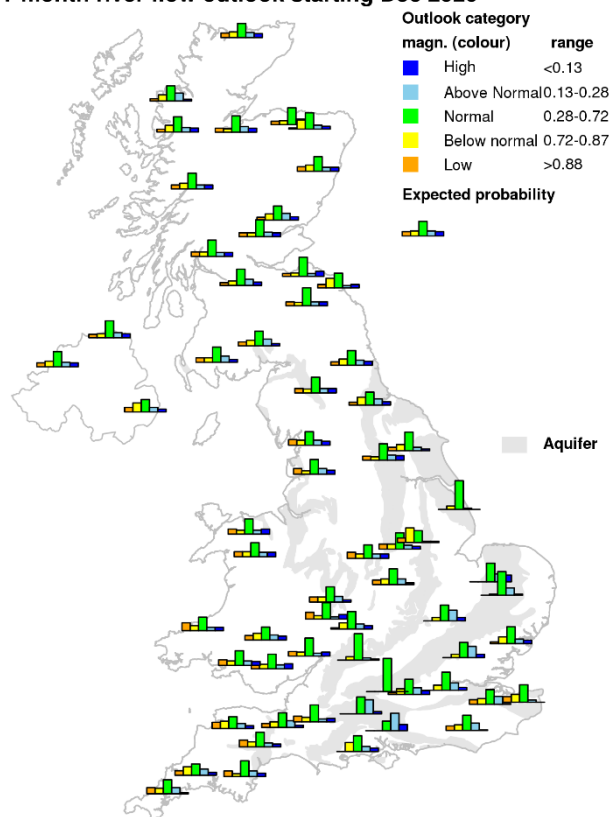 Outlook category
magn. (colour) range
High <0.13
Above Normal 0.13-0.28
Normal 0.28-0.72
Below normal 0.72-0.87
Low >0.88
Expected probability
Aquifer